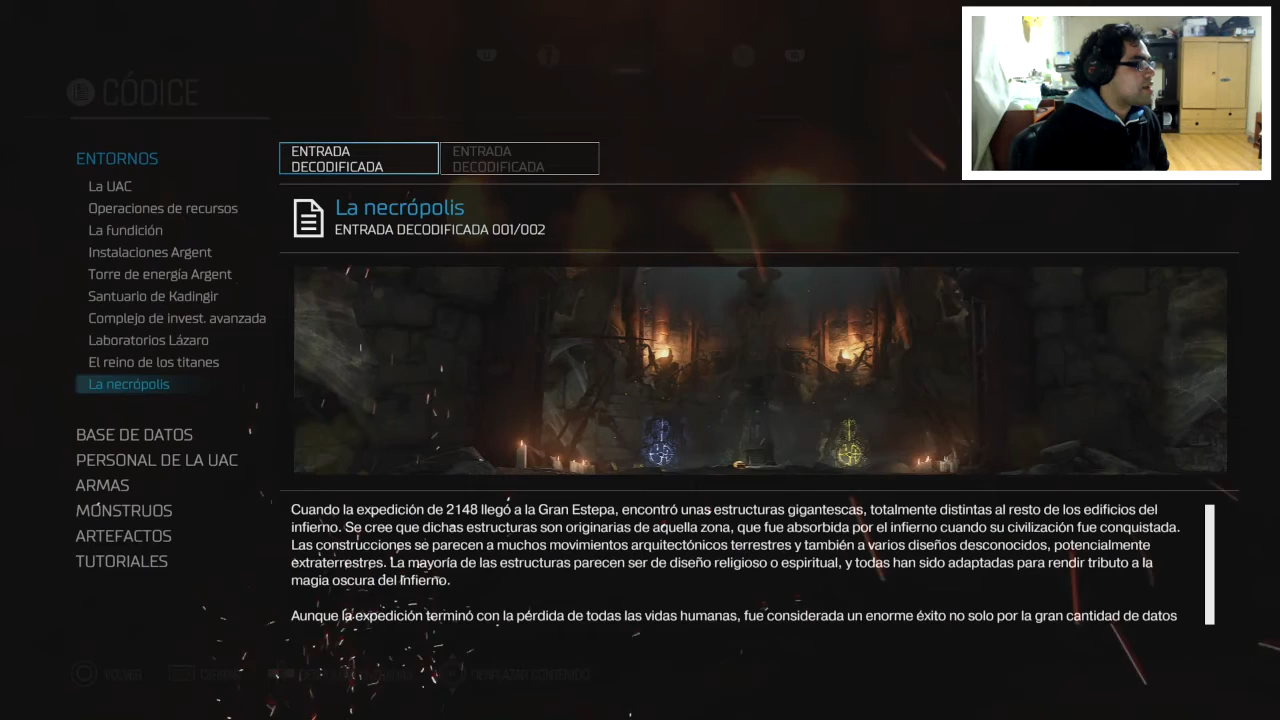 CÓDICE
ENTORNOS
La UAC
Operaciones de recursos
La fundición
Instalaciones Argent
Torre de energía Argent
Santuario de Kadingir
Complejo de invest. avanzada
Laboratorios Lázaro
El reino de los titanes
La necrópolis
BASE DE DATOS
PERSONAL DE LA UAC
ARMAS
MONSTRUOS
ARTEFACTOS
TUTORIALES
ENTRADA
DECODIFICADA
ENTRADA
DECODIFICADA
La necrópolis
ENTRADA DECODIFICADA 001/002
Cuando la expedición de 2148 llegó a la Gran Estepa, encontró unas estructuras gigantescas, totalmente distintas al resto de los edificios del
infierno. Se cree que dichas estructuras son originarias de aquella zona, que fue absorbida por el infierno cuando su civilización fue conquistada.
Las construcciones se parecen a muchos movimientos arquitectónicos terrestres y también a varios diseños desconocidos, potencialmente
extraterrestres. La mayoría de las estructuras parecen ser de diseño religioso o espiritual, y todas han sido adaptadas para rendir tributo a la
magia oscura del infierno.
Aunque la expedición terminó con la pérdida de todas las vidas humanas, fue considerada un enorme éxito no solo por la gran cantidad de datos
VOLVER
DESPLAZAR CONTENIDO